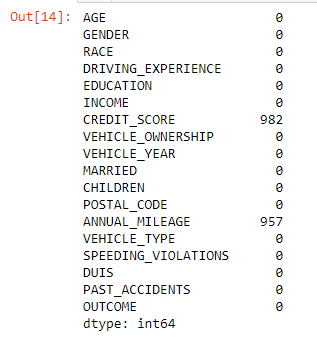 Out[14]: AGE 0
GENDER 0
RACE 0
DRIVING_EXPERIENCE 0
EDUCATION 0
INCOME 0
CREDIT_SCORE 982
VEHICLE_OWNERSHIP 0
VEHICLE_YEAR 0
MARRIED 0
CHILDREN 0
POSTAL_CODE 0
ANNUAL_MILEAGE 957
VEHICLE_TYPE 0
SPEEDING_VIOLATIONS 0
DUIS 0
PAST_ACCIDENTS 0
OUTCOME 0
dtype: int64